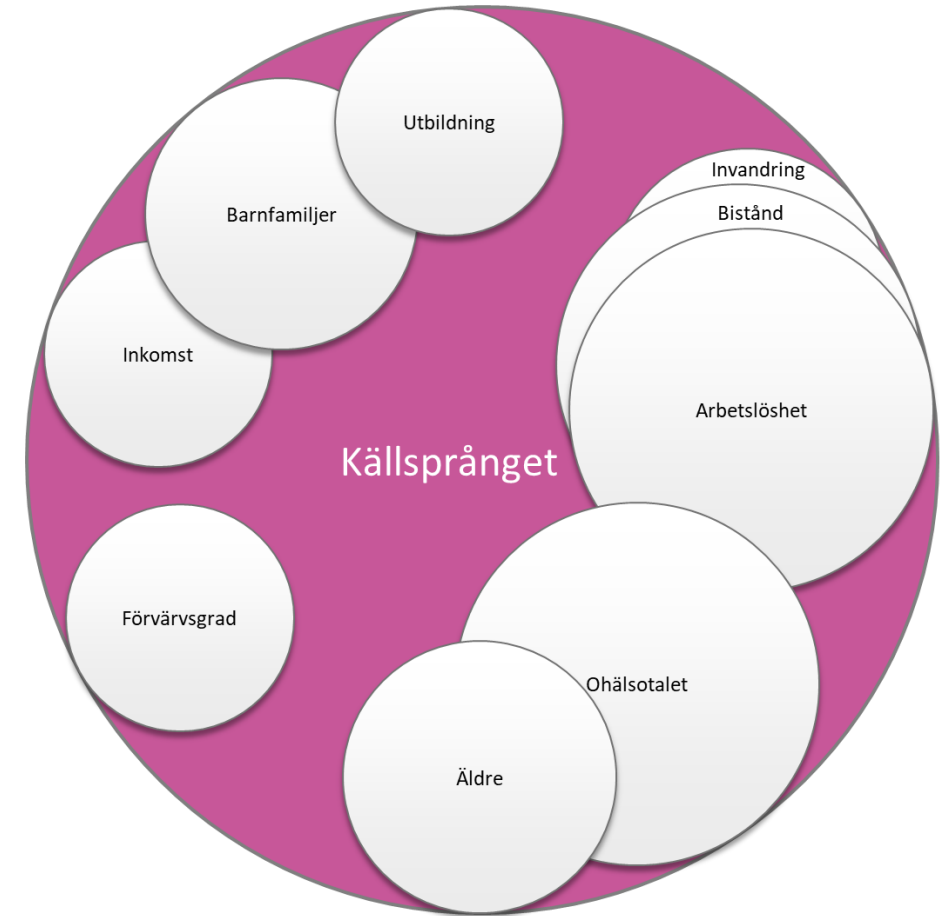 Utbildning
Invandring
Bistånd
Barnfamiljer
Inkomst
Arbetslöshet
Källsprånget
Förvärvsgrad
Ohälsotalet
Äldre